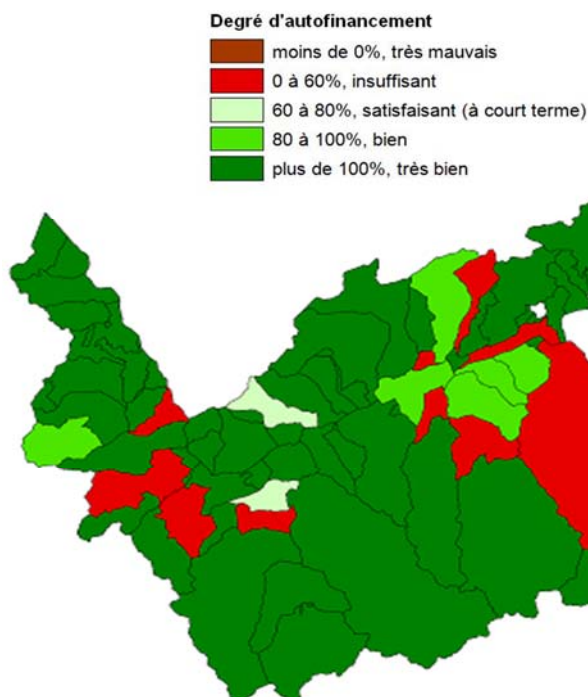 Degré d'autofinancement
moins de 0%, très mauvais
0 à 60%, insuffisant
60 à 80%, satisfaisant (à court terme)
80 à 100%, bien
plus de 100%, très bien